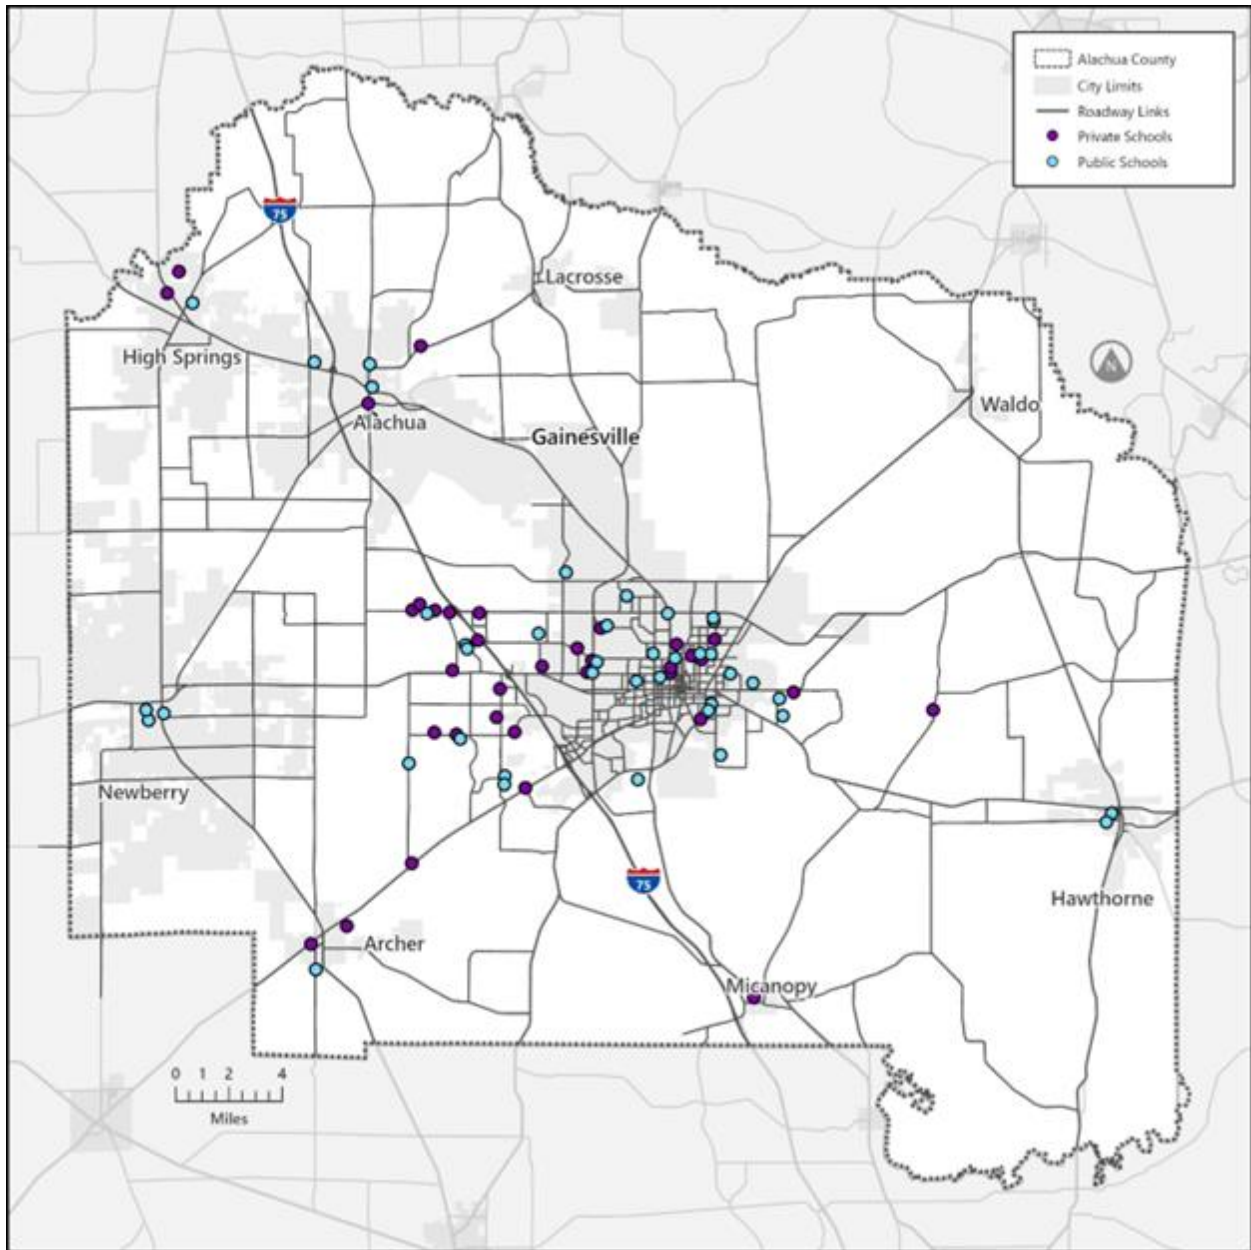 Alachua County
City Limits
Roadway Links
Private Schools
Public Schools
75
Lacrosse
High Springs
Waldo
Alachua
Gainesville
N
Newberry
75
Hawthorne
Archer
Micanopy
0 1 2 4
Miles